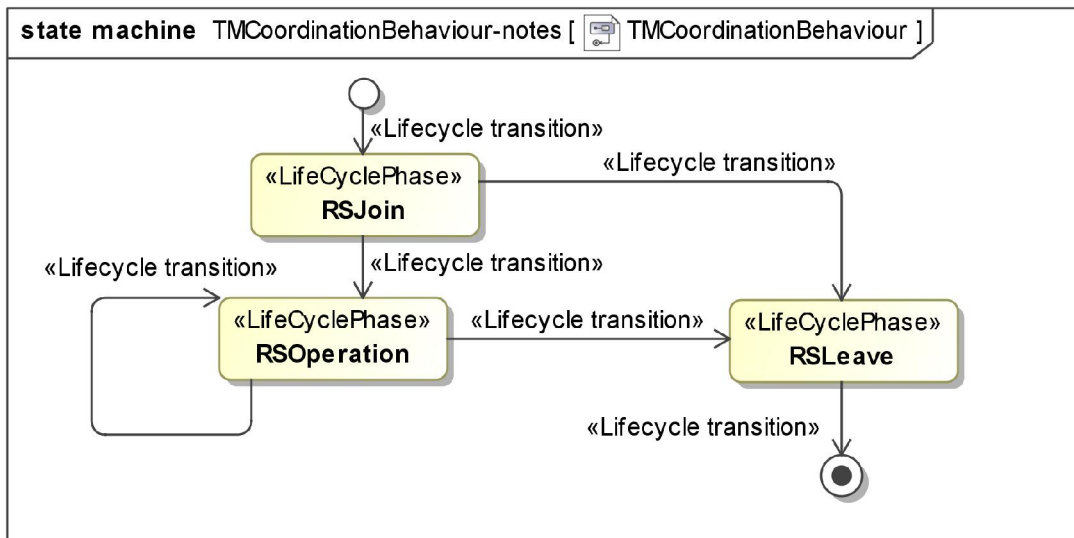 state machine TMCoordinationBehaviour-notes [ TMCoordinationBehaviour ]
«Lifecycle transition»
«Lifecycle transition»
«LifeCyclePhase»
RSJoin
«Lifecycle transition»
«Lifecycle transition»
«LifeCyclePhase»
RSOperation
«Lifecycle transition»
«LifeCyclePhase»
RSLeave
«Lifecycle transition»